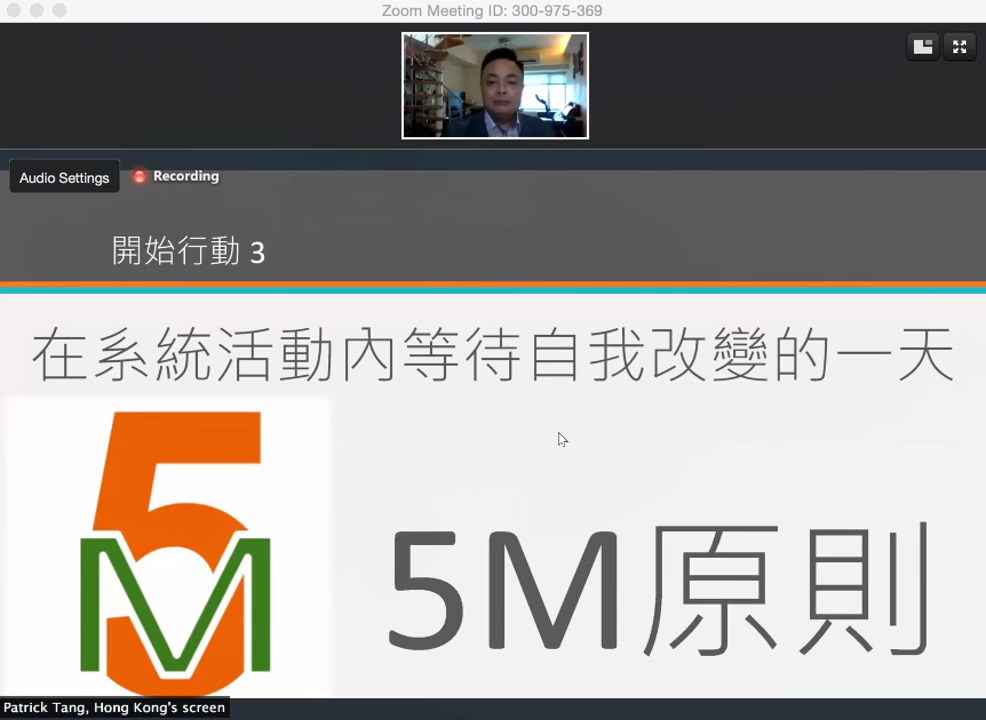 Zoom Meeting ID: 300-975-369
Audio Settings
Recording
開始行動 3
在系統活動內等待自我改變的一天
5M
5M原則
Patrick Tang, Hong Kong's screen